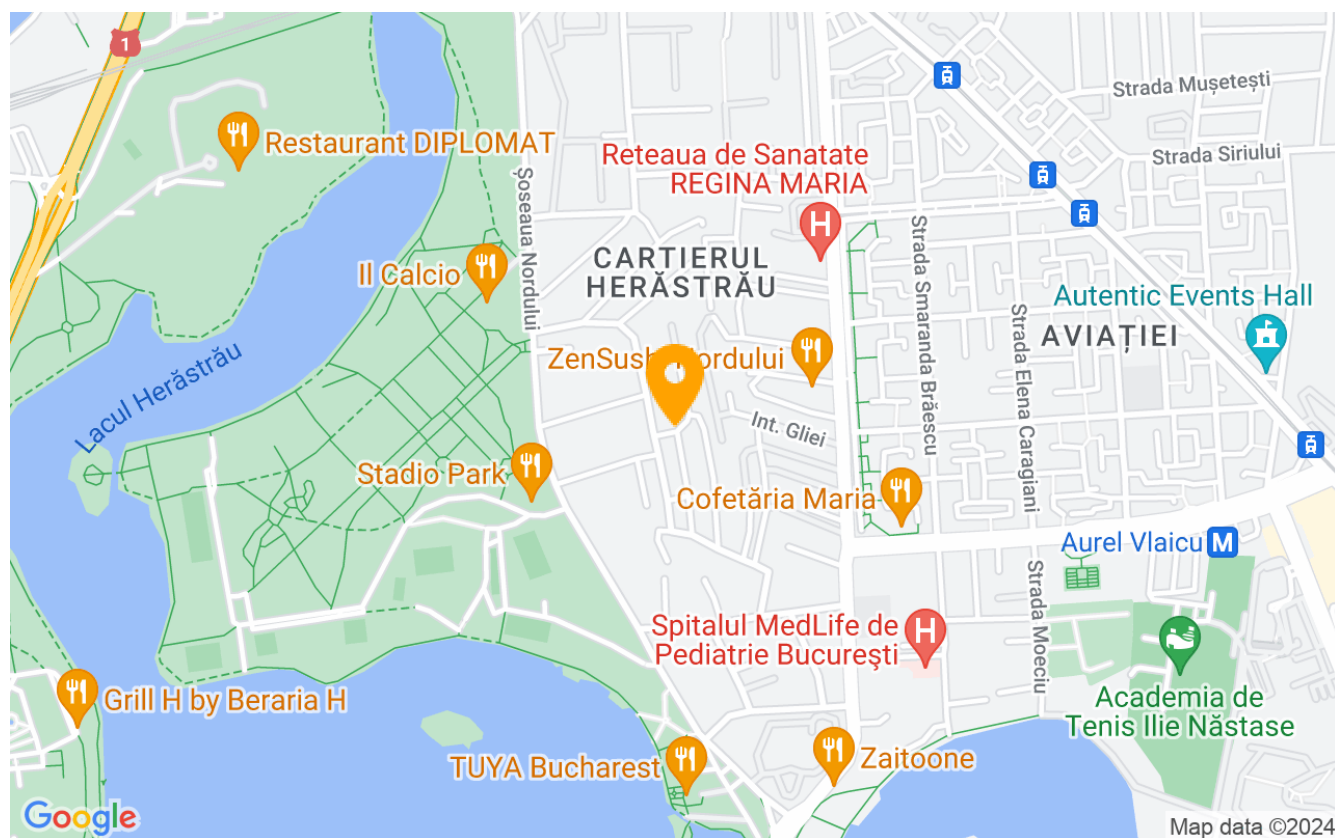 1
Strada Mușetești
Restaurant DIPLOMAT
Reteaua de Sanatate
REGINA MARIA
Strada Siriului
H
Șoseaua Nordului
Strada Smaranda Brăescu
CARTIERUL
HERĂSTRĂU
Il Calcio
Autentic Events Hall
Strada Elena Caragiani
AVIAȚIEI
Lacul Herăstrău
ZenSushi Nordului
Int. Gliei
Stadio Park
Cofetăria Maria
Aurel Vlaicu M
Strada Moeciu
Spitalul MedLife de
Pediatrie Bucureşti
H
Grill H by Beraria H
Academia de
Tenis Ilie Năstase
TUYA Bucharest
Zaitoone
Google
Map data ©2024